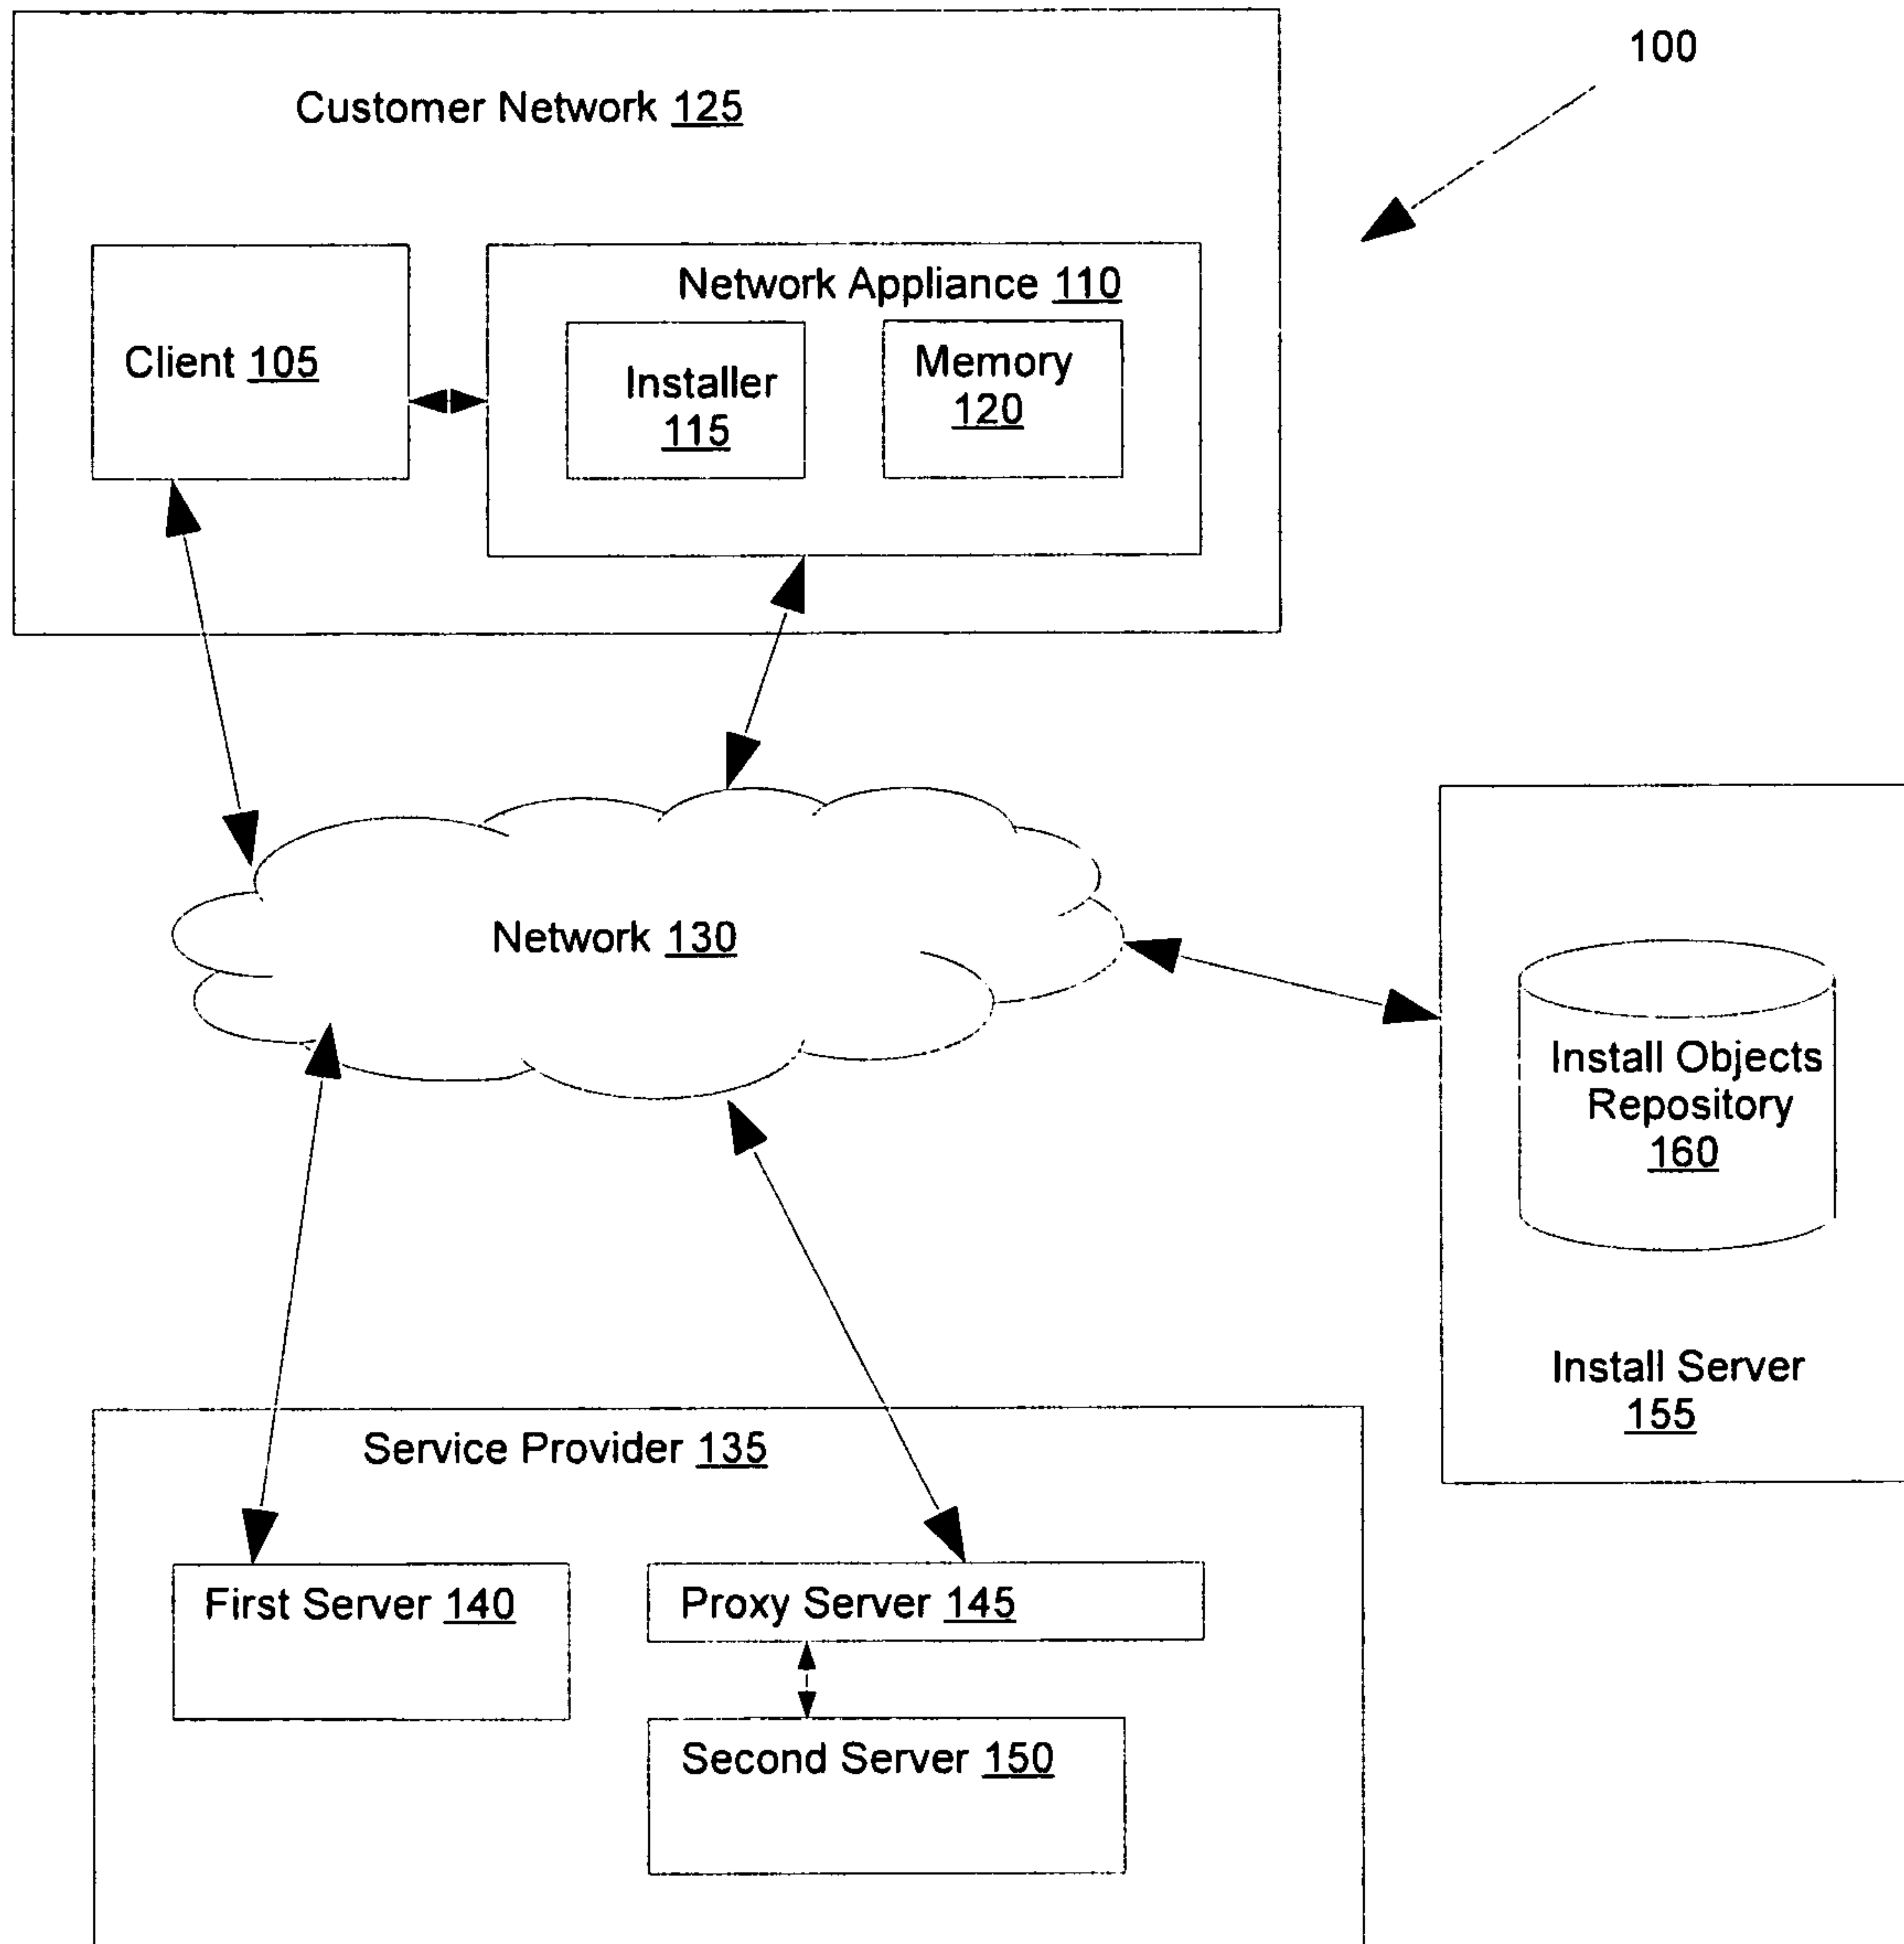 100
Customer Network 125
Network Appliance 110
Client 105
Installer
115
Memory
120
Network 130
Install Objects
Repository
160
Install Server
155
Service Provider 135
First Server 140
Proxy Server 145
Second Server 150